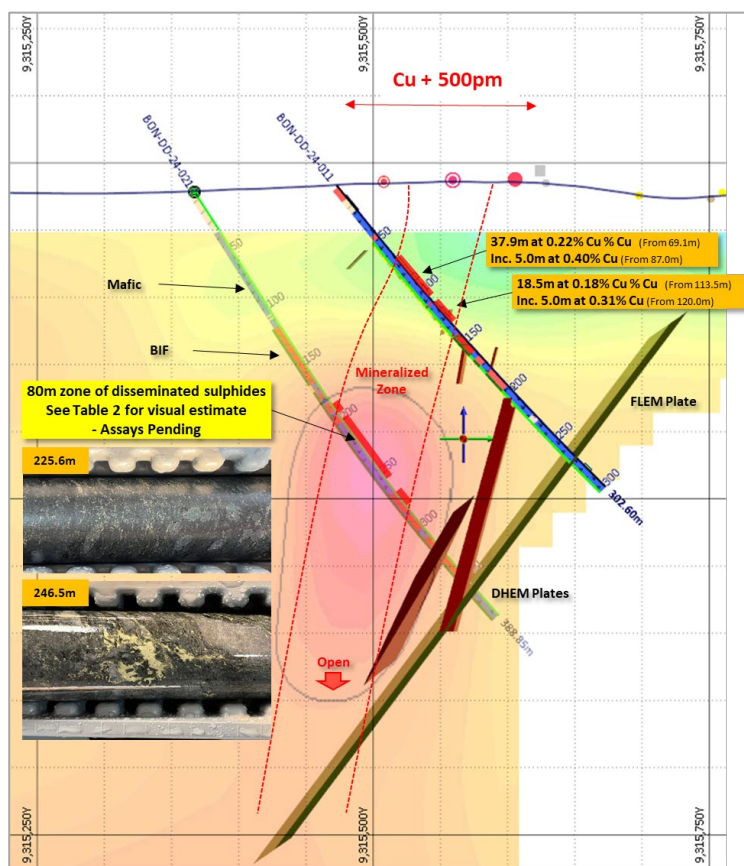 9,315,250Y
9,315,500Y
9,315,750Y
Cu + 500pm
BON-DD-24-021
BON-DD-24-011
50
50
37.9m at 0.22% Cu % Cu (From 69.1m)
Inc. 5.0m at 0.40% Cu (From 87.0m)
100
100
Mafic
18.5m at 0.18% Cu % Cu (From 113.5m)
Inc. 5.0m at 0.31% Cu (From 120.0m)
150
150
BIF
Mineralized
Zone
200
80m zone of disseminated sulphides
See Table 2 for visual estimate
- Assays Pending
FLEM Plate
250
225.6m
300
302.60m
300
246.5m
DHEM Plates
388.85m
Open
9,315,250Y
9,315,500Y
9,315,750Y